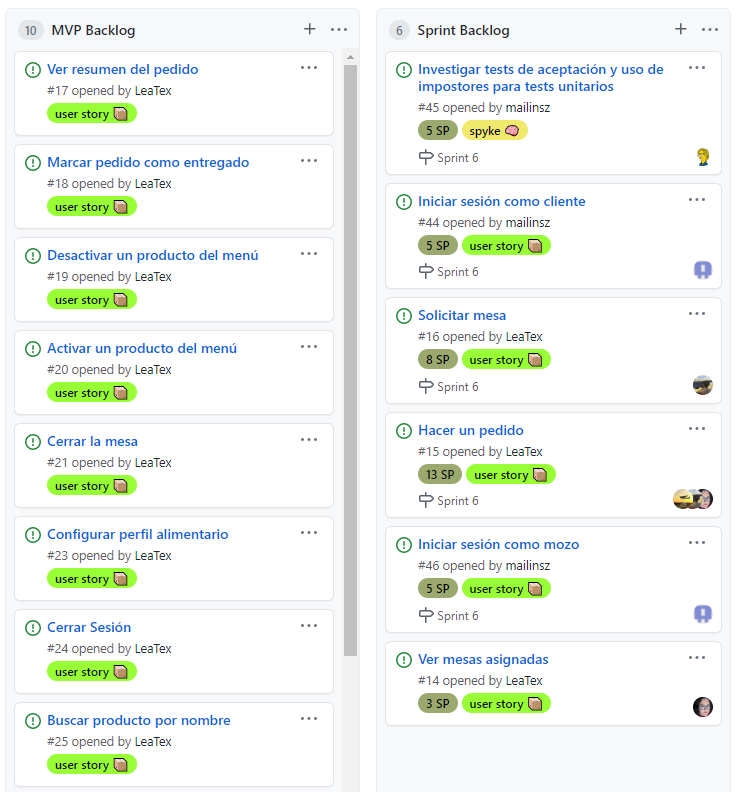 10 MVP Backlog
Ver resumen del pedido
#17 opened by LeaTex
user story
Marcar pedido como entregado
#18 opened by LeaTex
user story
Desactivar un producto del menú
#19 opened by LeaTex
user story
Activar un producto del menú
#20 opened by LeaTex
user story
Cerrar la mesa
#21 opened by LeaTex
user story
Configurar perfil alimentario
#23 opened by LeaTex
user story
Cerrar Sesión
#24 opened by LeaTex
user story
Buscar producto por nombre
#25 opened by LeaTex
user story
6 Sprint Backlog
Investigar tests de aceptación y uso de
impostores para tests unitarios
#45 opened by mailinsz
5 SP spyke
Sprint 6
Iniciar sesión como cliente
#44 opened by mailinsz
5 SP user story
Sprint 6
Solicitar mesa
#16 opened by LeaTex
8 SP user story
Sprint 6
Hacer un pedido
#15 opened by LeaTex
13 SP user story
Sprint 6
Iniciar sesión como mozo
#46 opened by mailinsz
5 SP user story
Sprint 6
Ver mesas asignadas
#14 opened by LeaTex
3 SP user story